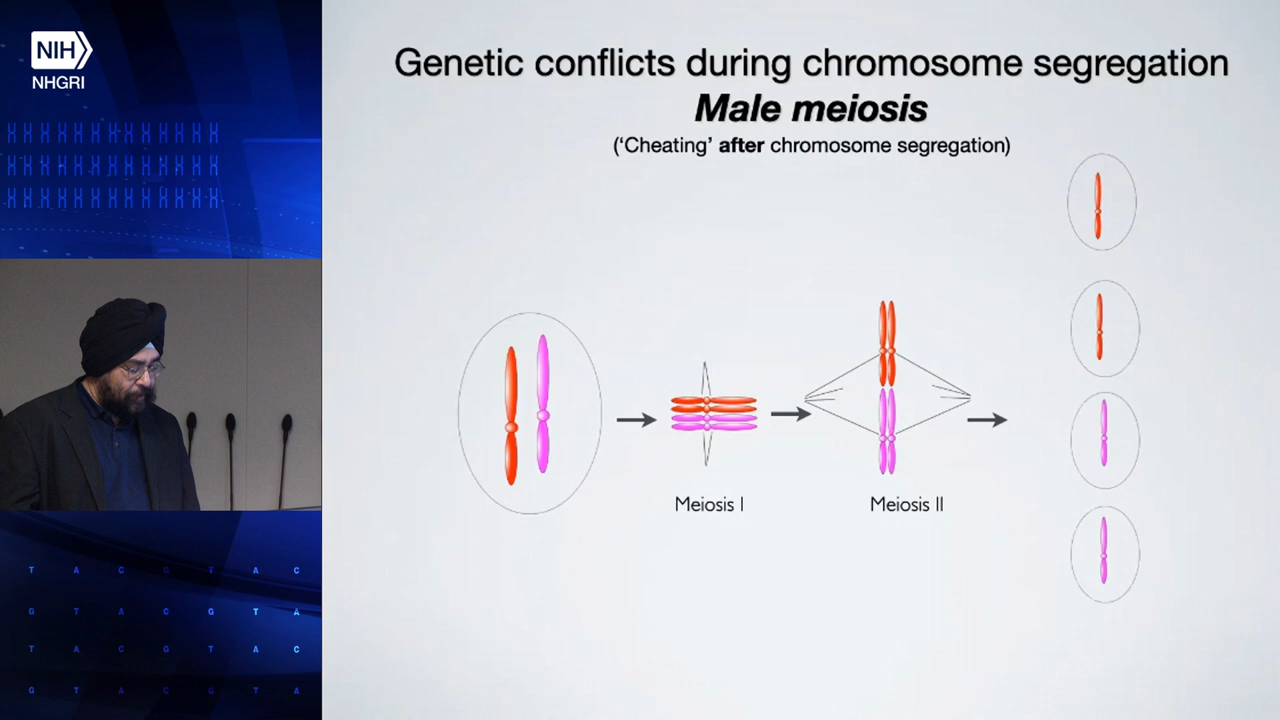 NIH
NHGRI
Genetic conflicts during chromosome segregation
Male meiosis
(‘Cheating’ after chromosome segregation)
Meiosis I
Meiosis II
T A C G T A C
G T A C G T A
T A C G T A C
G T A C G T A